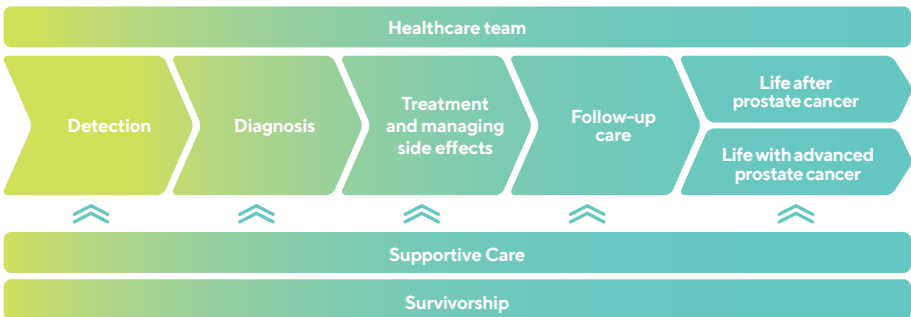 Healthcare team
Detection
Diagnosis
Treatment
and managing
side effects
Follow-up
care
Life after
prostate cancer
Life with advanced
prostate cancer
Supportive Care
Survivorship